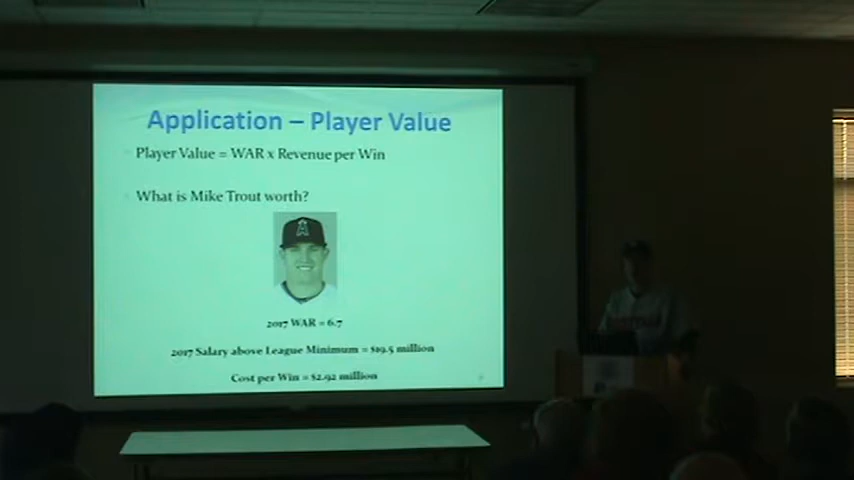 Application – Player Value
Player Value = WAR x Revenue per Win
What is Mike Trout worth?
A
2017 WAR = 6.7
2017 Salary above League Minimum = $19.5 million
Cost per Win = $2.92 million